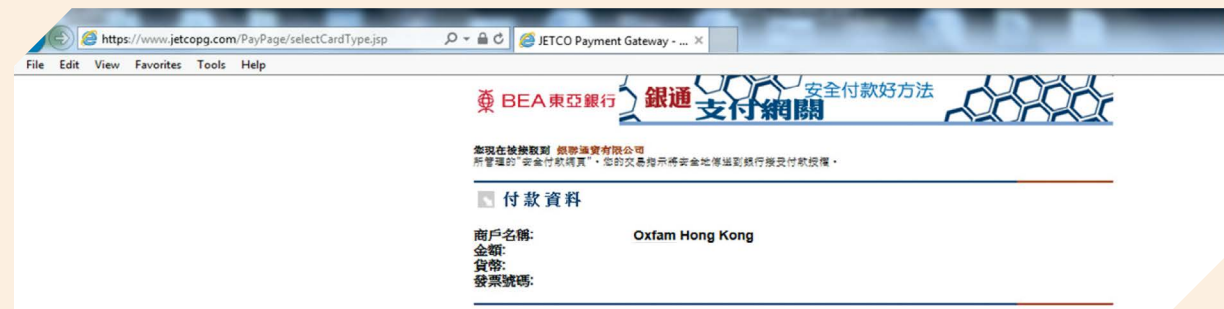 https://www.jetcopg.com/PayPage/selectCardType.jsp
JETCO Payment Gateway - ...
File Edit View Favorites Tools Help
BEA東亞銀行
銀通
支付網關
安全付款好方法
您現在被接駁到 銀聯通寶有限公司
所管理的"安全付款網頁"。您的交易指示將安全地傳送到銀行接受付款授權。
付款資料
商戶名稱: Oxfam Hong Kong
金額:
貨幣:
發票號碼: